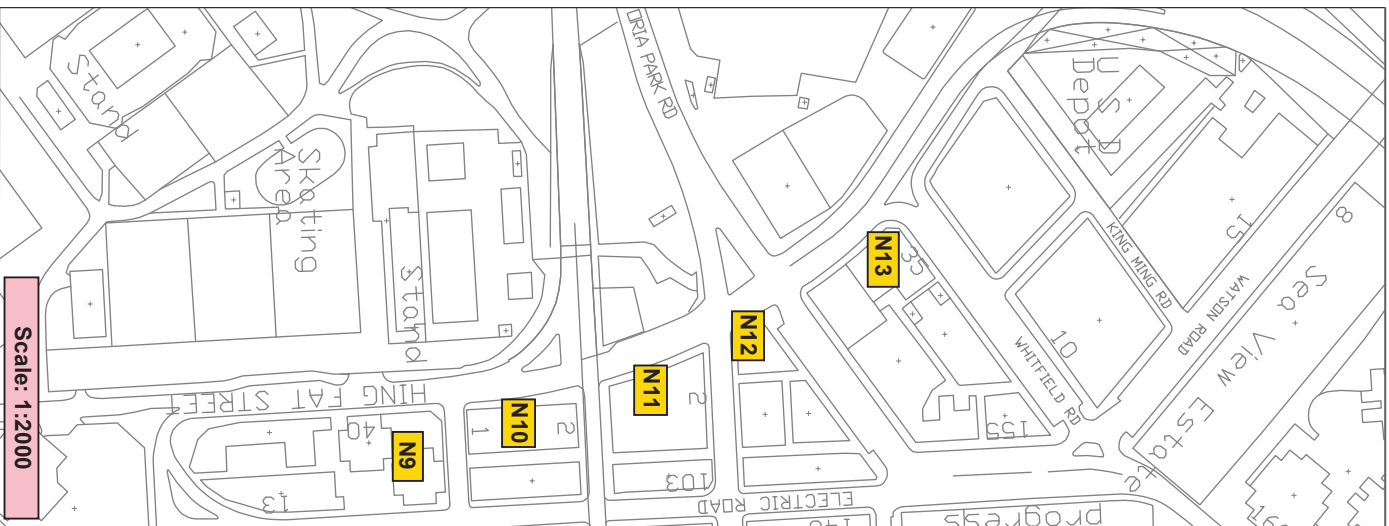 ORIA PARK RD
U S D
Depot
Stand
Skating
Area
Stand
HING FAT STREET
KING MING RD
WATSON ROAD
WHITFIELD RD
Sea View
Estate
ELECTRIC ROAD
progress
8
15
35
10
155
2
2
1
40
13
103
N13
N12
N11
N10
N9
Scale: 1:2000